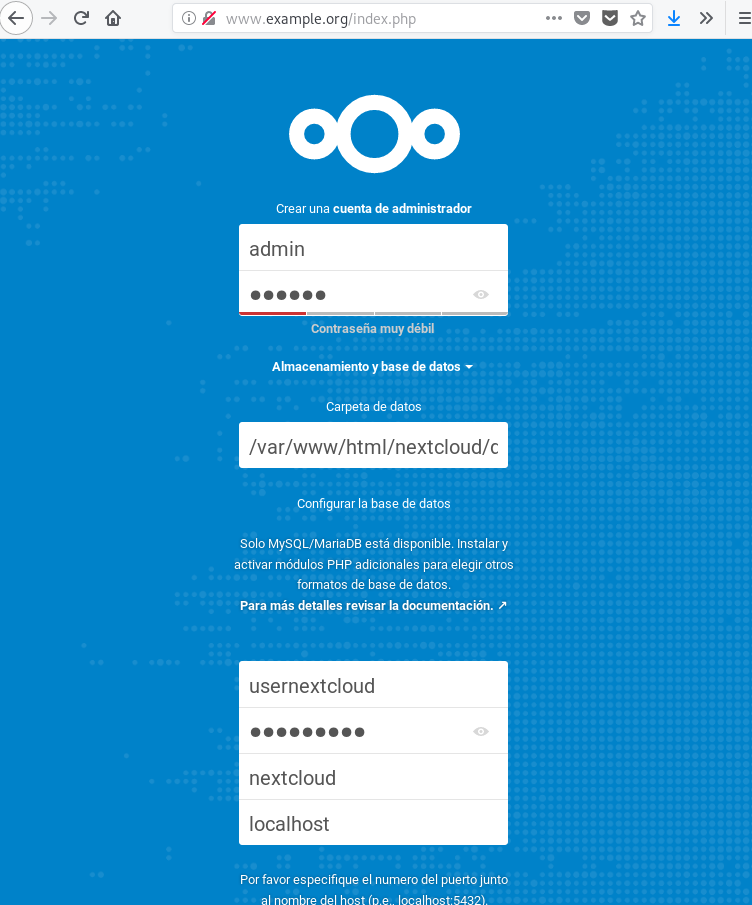 www.example.org/index.php
Crear una cuenta de administrador
admin
●●●●●●
Contraseña muy débil
Almacenamiento y base de datos
Carpeta de datos
/var/www/html/nextcloud/d
Configurar la base de datos
Solo MySQL/MariaDB está disponible. Instalar y
activar módulos PHP adicionales para elegir otros
formatos de base de datos.
Para más detalles revisar la documentación. ↗
usernextcloud
●●●●●●●●●
nextcloud
localhost
Por favor especifique el numero del puerto junto
al nombre del host (p.e., localhost:5432).